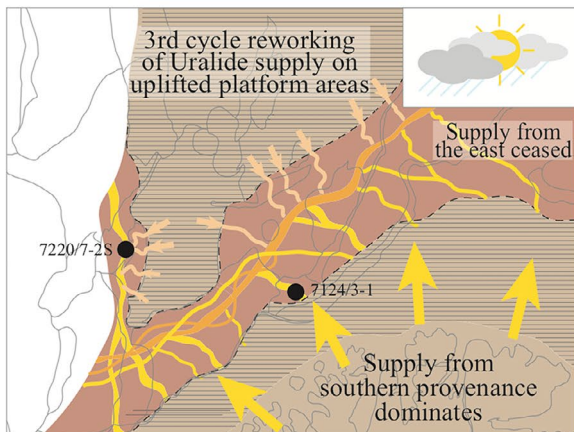 3rd cycle reworking
of Uralide supply on
uplifted platform areas
Supply from
the east ceased
7220/7-2S
7124/3-1
Supply from
southern provenance
dominates